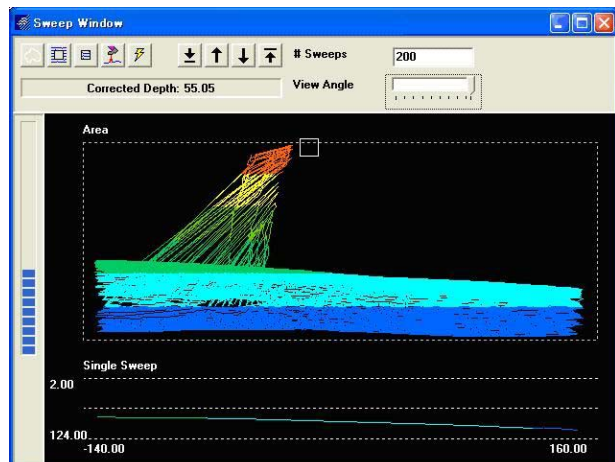 Sweep Window
# Sweeps
200
Corrected Depth: 55.05
View Angle
Area
Single Sweep
2.00
124.00
-140.00
160.00